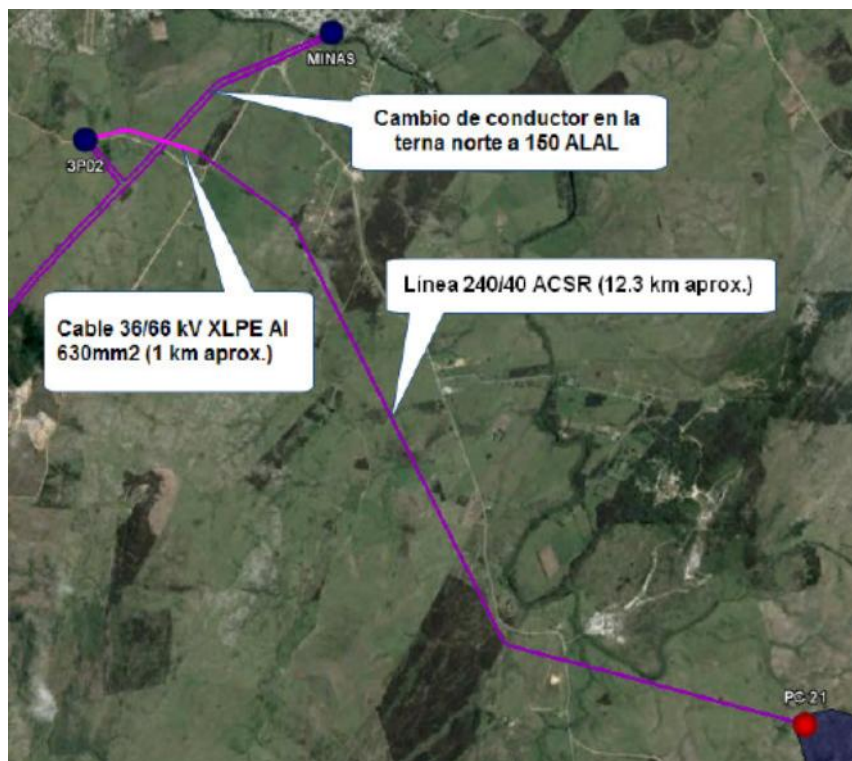 MINAS
Cambio de conductor en la
terna norte a 150 ALAL
3P02
Línea 240/40 ACSR (12.3 km aprox.)
Cable 36/66 kV XLPE Al
630mm2 (1 km aprox.)
PC 21